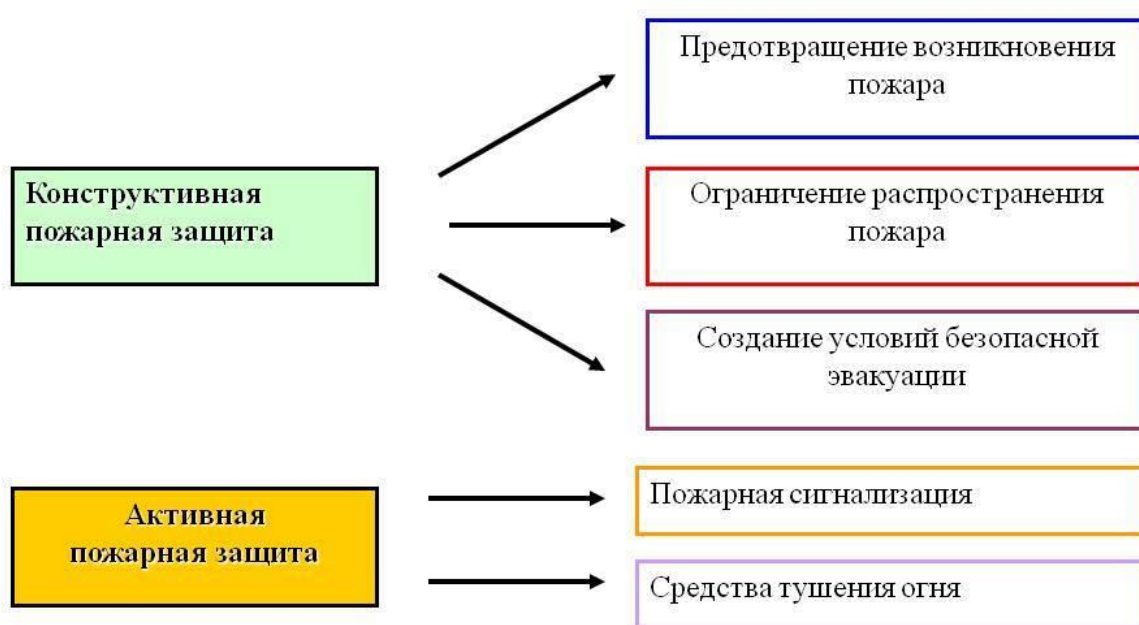 Предотвращение возникновения
пожара
Конструктивная
пожарная защита
Ограничение распространения
пожара
Создание условий безопасной
эвакуации
Активная
пожарная защита
Пожарная сигнализация
Средства тушения огня